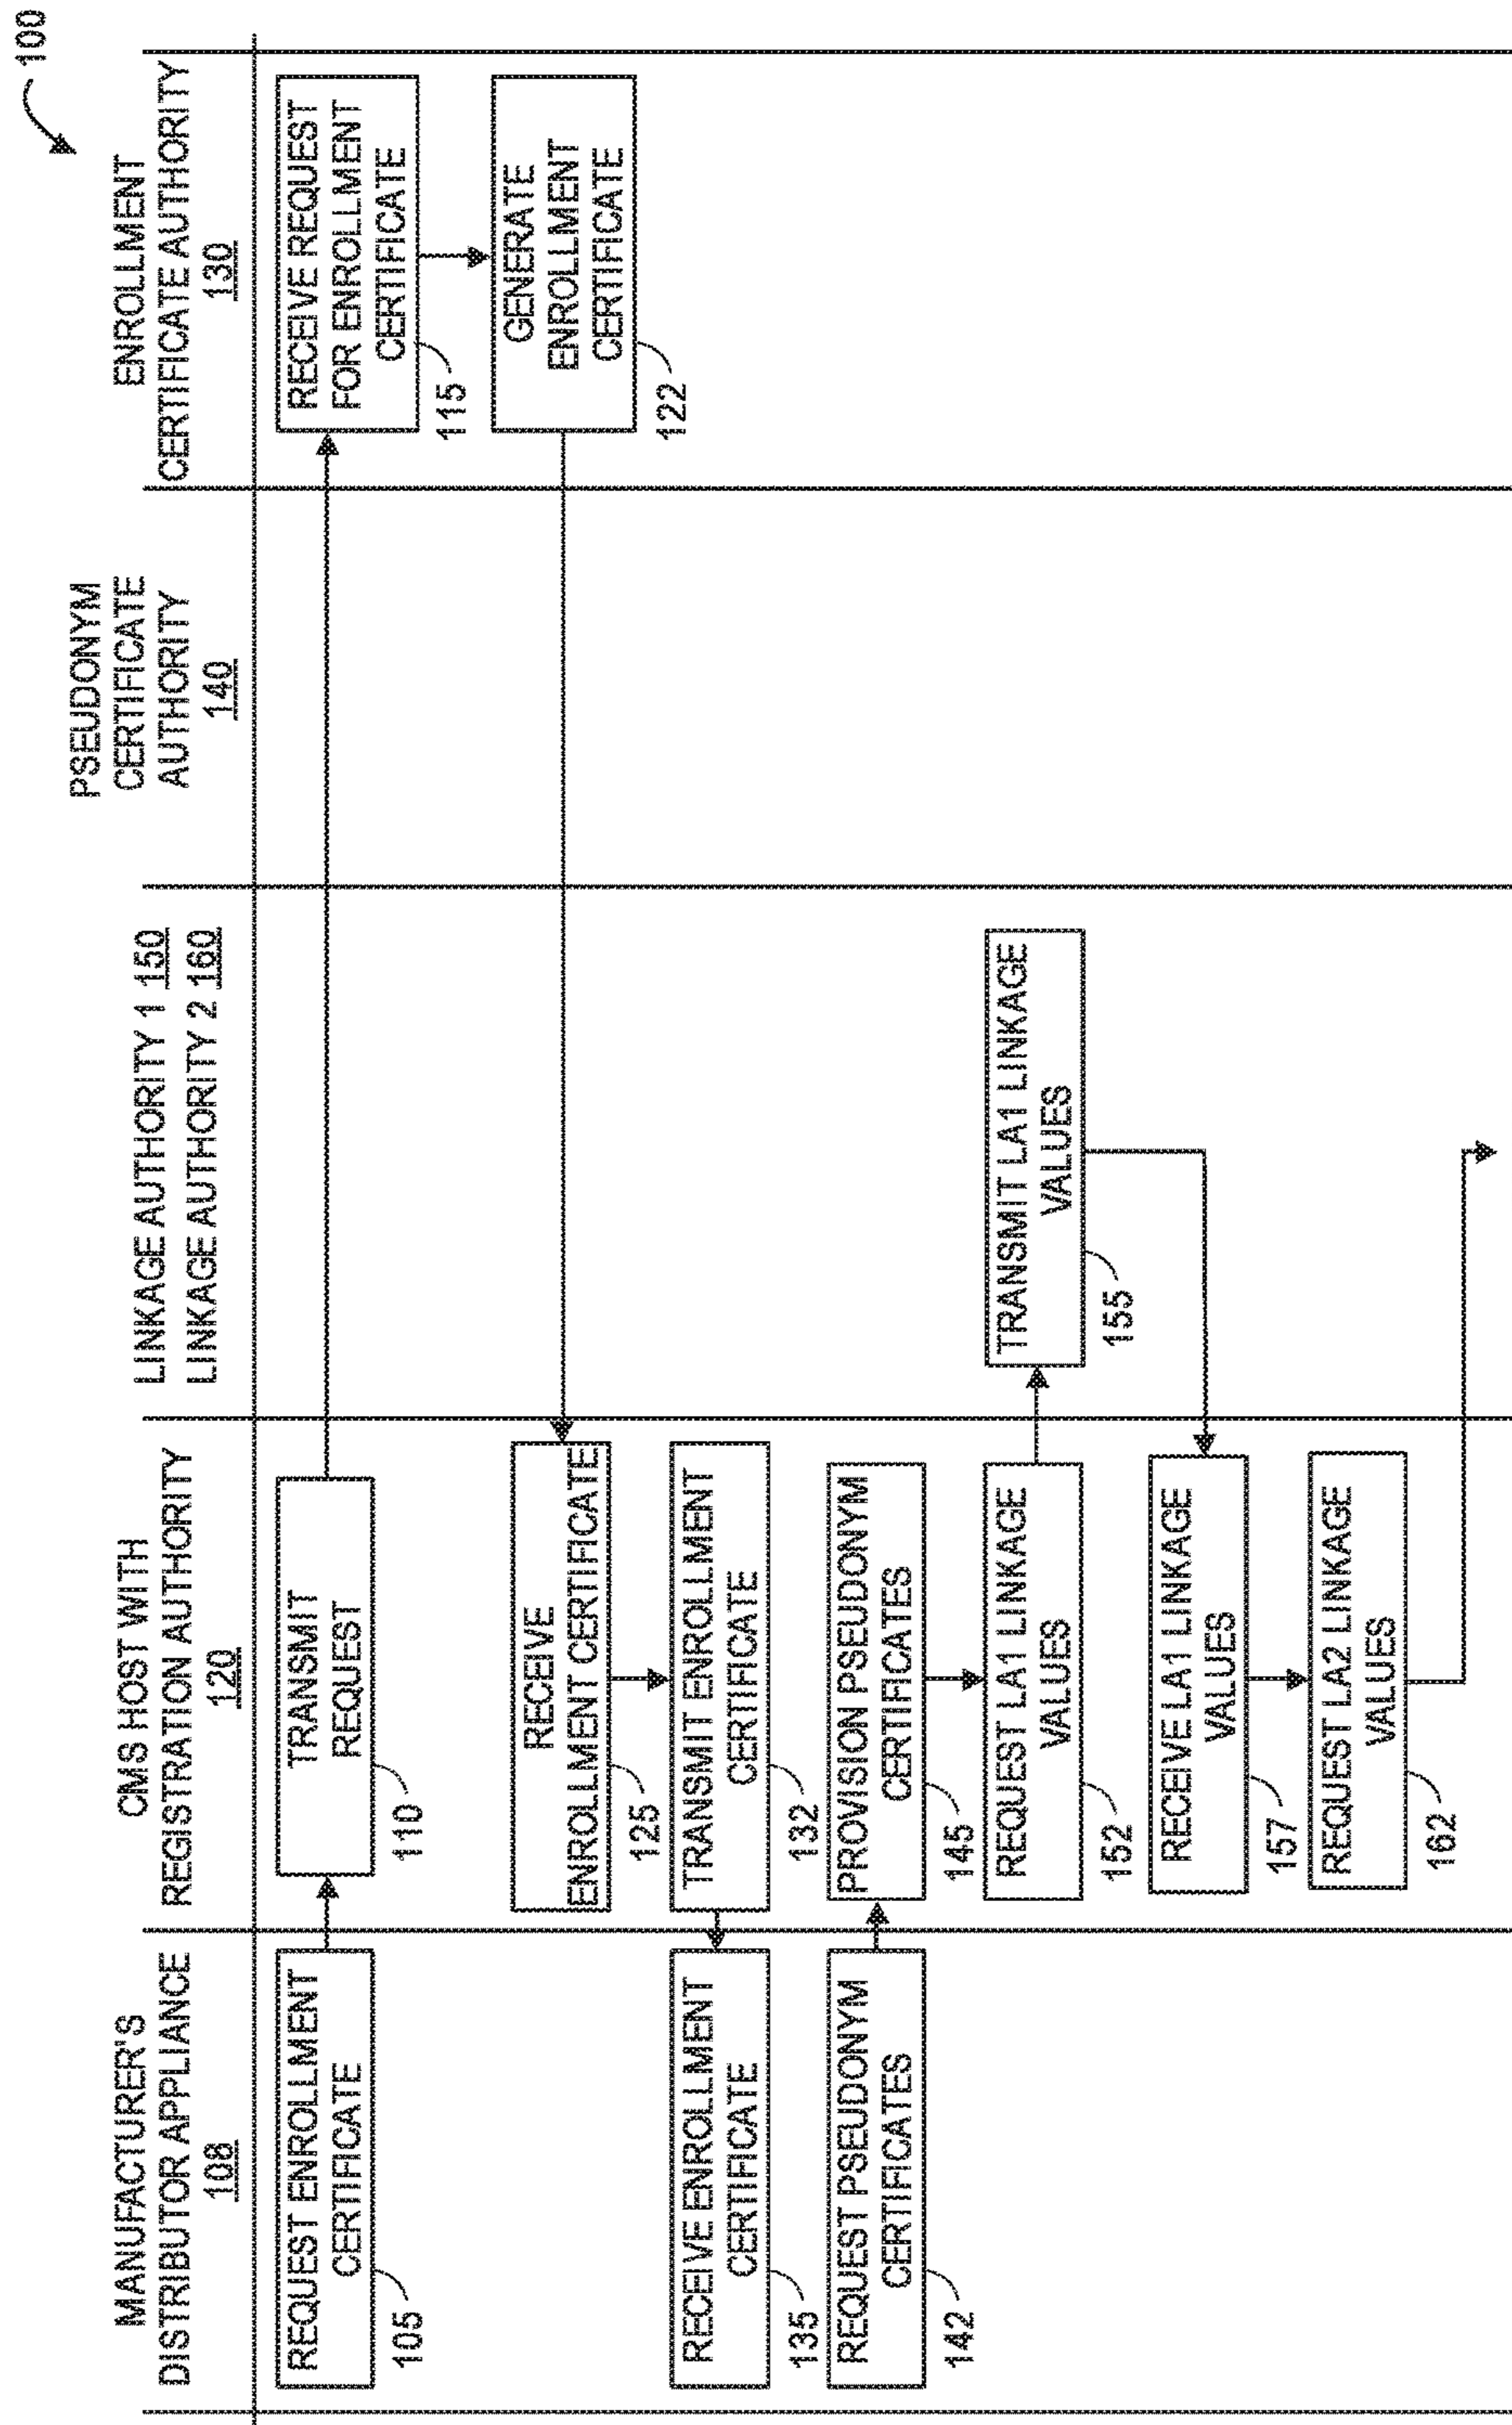 100
MANUFACTURER'S
DISTRIBUTOR APPLIANCE
108
CMS HOST WITH
REGISTRATION AUTHORITY
120
LINKAGE AUTHORITY 1 150
LINKAGE AUTHORITY 2 160
PSEUDONYM
CERTIFICATE
AUTHORITY
140
ENROLLMENT
CERTIFICATE AUTHORITY
130
REQUEST ENROLLMENT
CERTIFICATE
105
TRANSMIT
REQUEST
110
RECEIVE REQUEST
FOR ENROLLMENT
CERTIFICATE
115
GENERATE
ENROLLMENT
CERTIFICATE
122
RECEIVE
ENROLLMENT CERTIFICATE
125
TRANSMIT ENROLLMENT
CERTIFICATE
132
RECEIVE ENROLLMENT
CERTIFICATE
135
REQUEST PSEUDONYM
CERTIFICATES
142
PROVISION PSEUDONYM
CERTIFICATES
145
REQUEST LA1 LINKAGE
VALUES
152
TRANSMIT LA1 LINKAGE
VALUES
155
RECEIVE LA1 LINKAGE
VALUES
157
REQUEST LA2 LINKAGE
VALUES
162